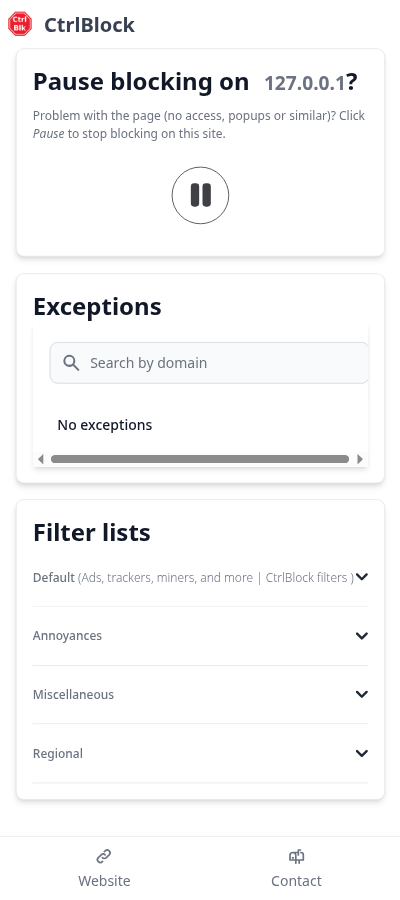 Ctrl
Blk
CtrlBlock
Pause blocking on 127.0.0.1?
Problem with the page (no access, popups or similar)? Click
Pause to stop blocking on this site.
Exceptions
Search by domain
No exceptions
Filter lists
Default (Ads, trackers, miners, and more | CtrlBlock filters )
Annoyances
Miscellaneous
Regional
Website
Contact